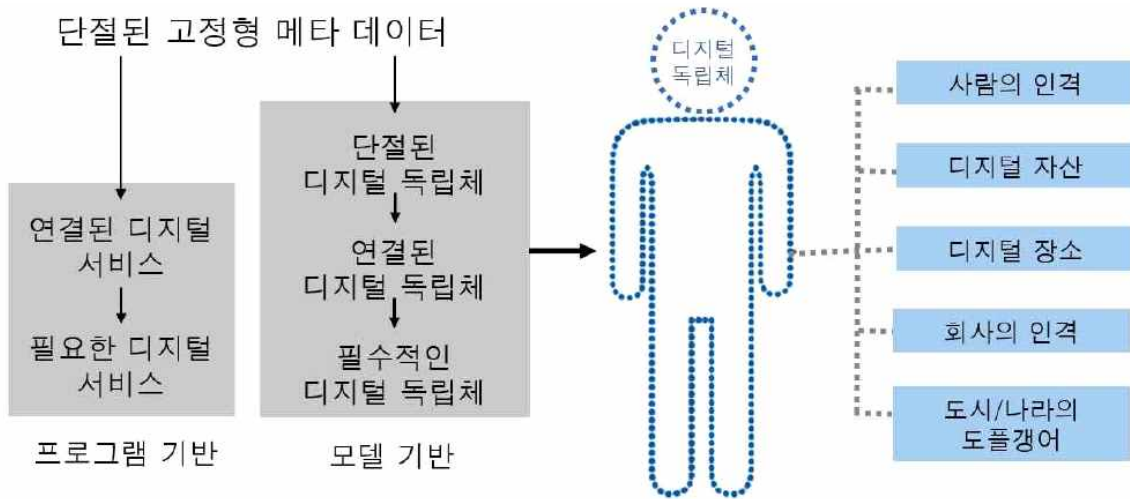 단절된 고정형 메타 데이터
연결된 디지털
서비스
필요한 디지털
서비스
프로그램 기반
단절된
디지털 독립체
연결된
디지털 독립체
필수적인
디지털 독립체
모델 기반
디지털
독립체
사람의 인격
디지털 자산
디지털 장소
회사의 인격
도시/나라의
도플갱어